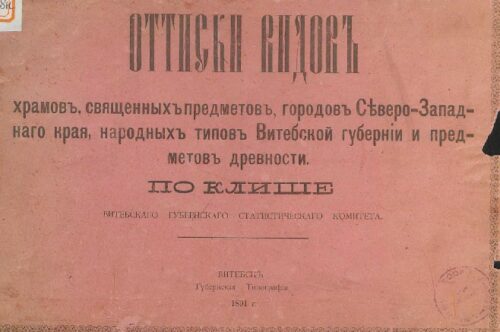 ОТТИСКИ ВИДОВЪ
храмовъ, священныхъ предметовъ, городовъ Сѣверо-Запад-
наго края, народныхъ типовъ Витебской губерніи и пред-
метовъ древности.
ПО КЛИШЕ
ВИТЕБСКАГО ГУБЕРНСКАГО СТАТИСТИЧЕСКАГО КОМИТЕТА.
ВИТЕБСКЪ.
Губернская Типографія
1891 г.